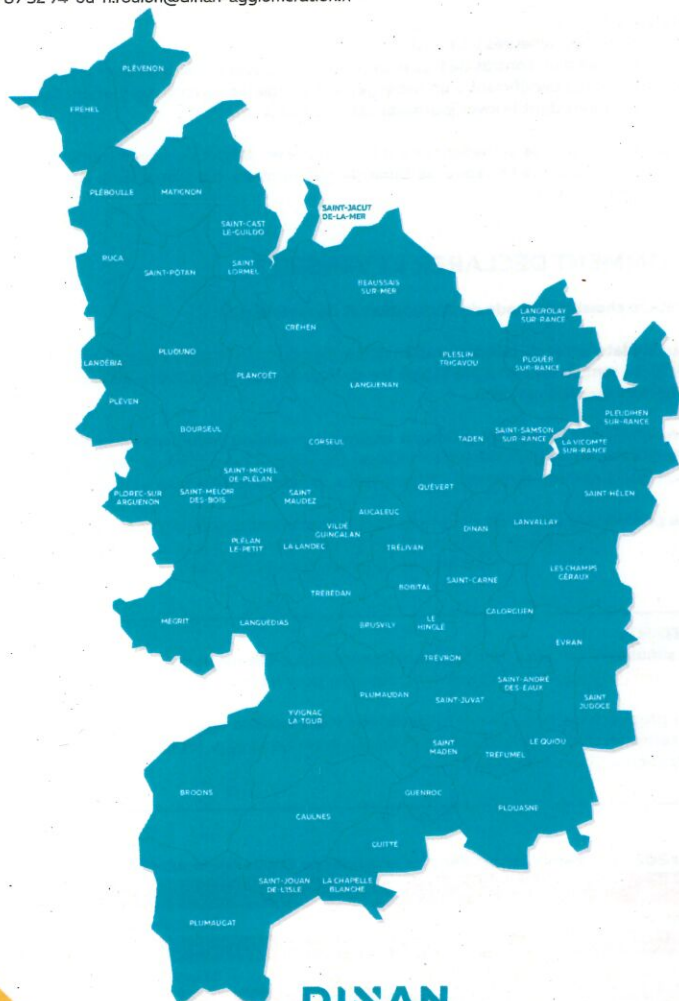 PLÉVENON
FRÉHEL
PLÉBOULLE
MATIGNON
SAINT-JACUT
DE-LA-MER
SAINT-CAST
LE-GUILDO
RUCA
SAINT-PÔTAN
SAINT
LORMEL
BEAUSSAIS
SUR-MER
LANGROLAY
SUR-RANCE
CRÉHEN
LANDÉBIA
PLUDUNO
PLESLIN
TRIGAVOU
PLOUËR
SUR-RANCE
PLANCOËT
LANGUENAN
PLÉVEN
PLEUDIHEN
SUR-RANCE
BOURSEUL
CORSEUL
TADEN
SAINT-SAMSON
SUR-RANCE
LA VICOMTÉ
SUR-RANCE
SAINT-MICHEL
DE-PLÉLAN
PLOREC-SUR
ARGUENON
SAINT-MÉLOIR
DES-BOIS
SAINT
MAUDEZ
QUÉVERT
SAINT-HÉLEN
AUCALEUC
VILDÉ
GUINGALAN
DINAN
LANVALLAY
PLÉLAN
LE-PETIT
LA LANDEC
TRÉLIVAN
LES CHAMPS
GÉRAUX
TRÉBÉDAN
BOBITAL
SAINT-CARNÉ
MÉGRIT
LANGUÉDIAS
BRUSVILY
LE
HINGLÉ
CALORGUEN
EVRAN
TRÉVRON
PLUMAUDAN
SAINT-JUVAT
SAINT-ANDRÉ
DES-EAUX
SAINT
JUDOCE
YVIGNAC
LA-TOUR
SAINT
MADEN
TRÉFUMEL
LE QUIOU
BROONS
GUENROC
PLOUASNE
CAULNES
GUITTÉ
SAINT-JOUAN
DE-L'ISLE
LA CHAPELLE
BLANCHE
PLUMAUGAT
DINAN